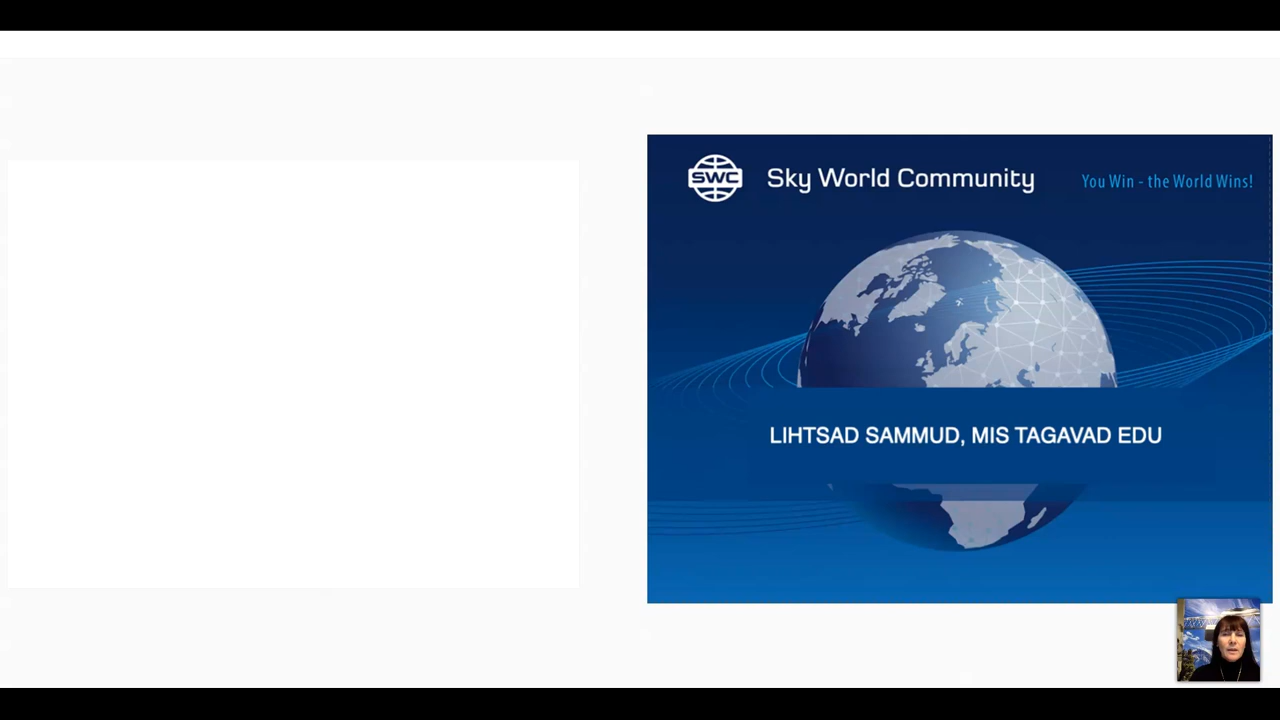 SWC
Sky World Community
You Win - the World Wins!
LIHTSAD SAMMUD, MIS TAGAVAD EDU